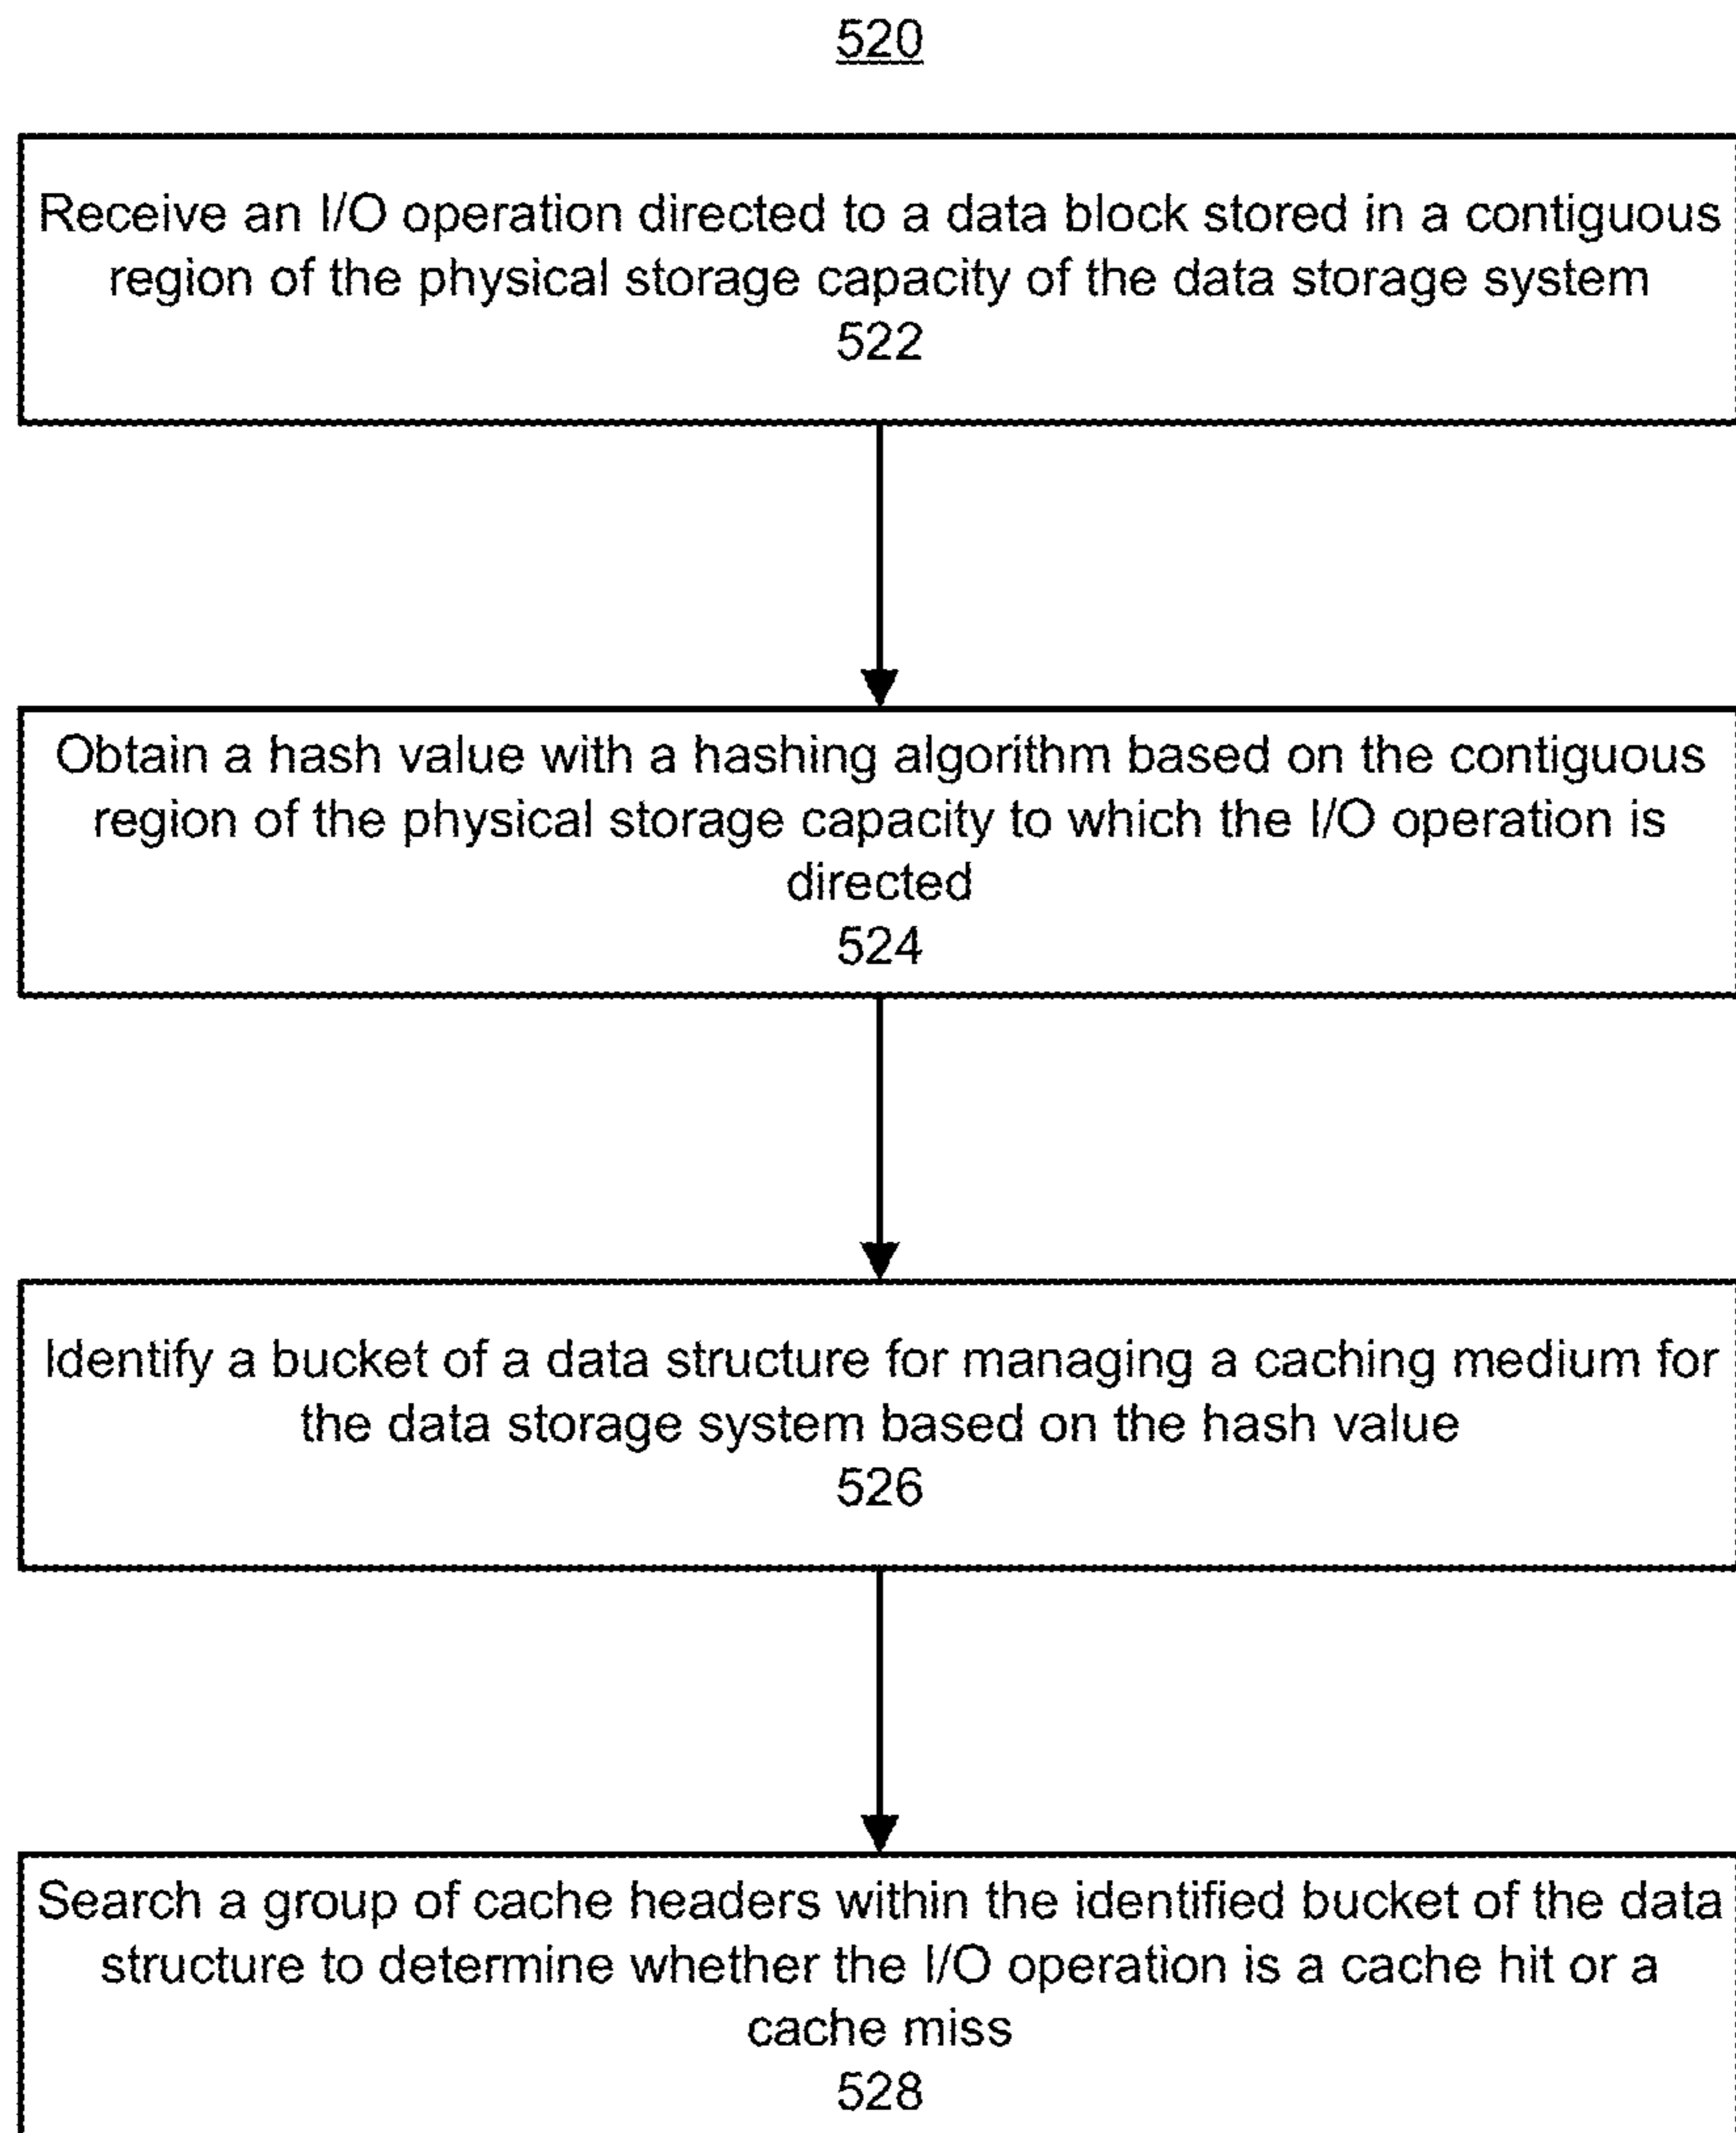 520
Receive an I/O operation directed to a data block stored in a contiguous
region of the physical storage capacity of the data storage system
522
Obtain a hash value with a hashing algorithm based on the contiguous
region of the physical storage capacity to which the I/O operation is
directed
524
Identify a bucket of a data structure for managing a caching medium for
the data storage system based on the hash value
526
Search a group of cache headers within the identified bucket of the data
structure to determine whether the I/O operation is a cache hit or a
cache miss
528